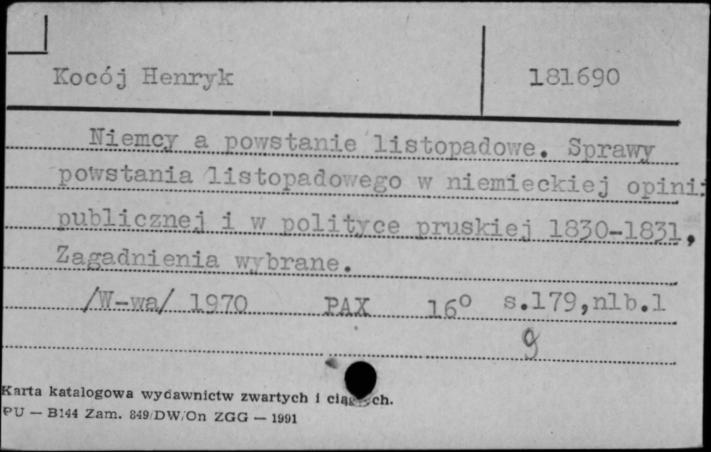 Kocój Henryk
181690
Niemcy a powstanie listopadowe. Sprawy
powstania listopadowego w niemieckiej opini
publicznej i w polityce pruskiej 1830-1831,
Zagadnienia wybrane.
/W-wa/ 1970 PAX 16° s.179,nlb.1
g
Karta katalogowa wydawnictw zwartych i ciągłych.
PU — B144 Zam. 849/DW/On ZGG — 1991